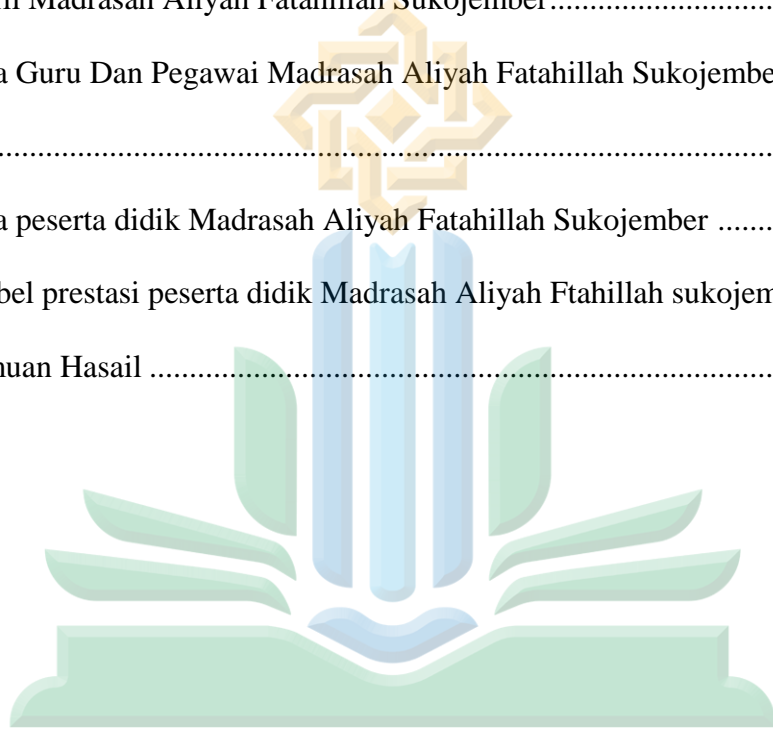 Madrasah Aliyah Fatahillah Sukojember........................
a Guru Dan Pegawai Madrasah Aliyah Fatahillah Sukojembe
..................................................................................................
a peserta didik Madrasah Aliyah Fatahillah Sukojember .......
bel prestasi peserta didik Madrasah Aliyah Ftahillah sukojem
nuan Hasail ................................................................................